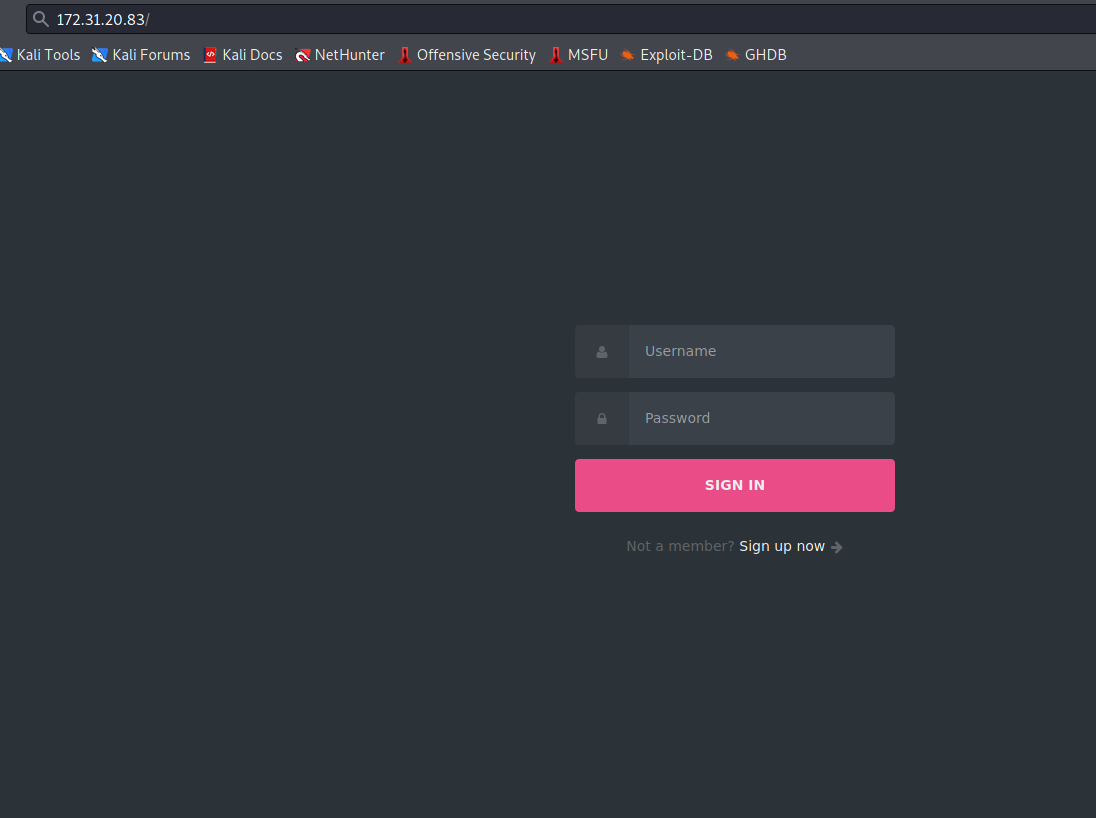 172.31.20.83/
Kali Tools Kali Forums Kali Docs NetHunter Offensive Security MSFU Exploit-DB GHDB
Username
Password
SIGN IN
Not a member? Sign up now